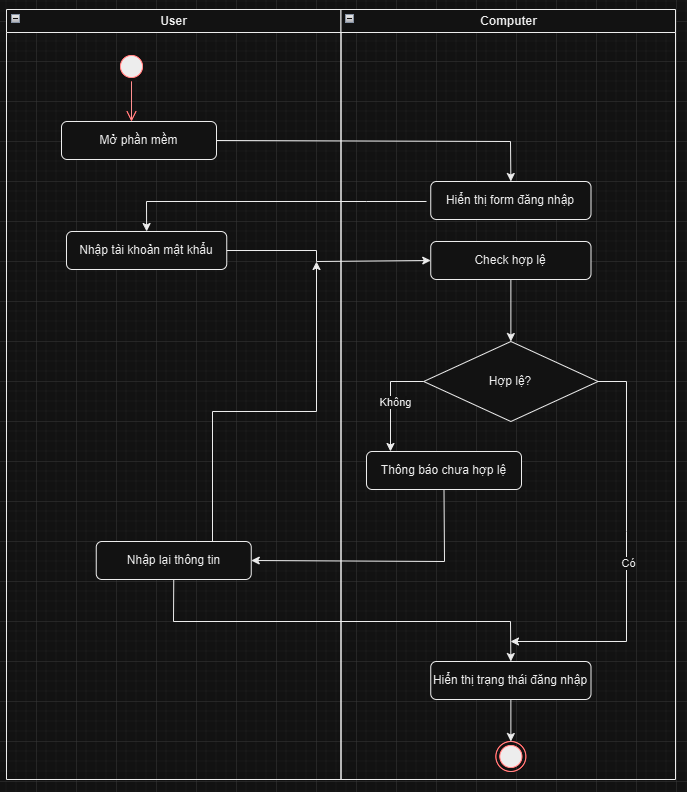 User
Computer
Mở phần mềm
Hiển thị form đăng nhập
Nhập tài khoản mật khẩu
Check hợp lệ
Hợp lệ?
Không
Thông báo chưa hợp lệ
Nhập lại thông tin
Có
Hiển thị trạng thái đăng nhập